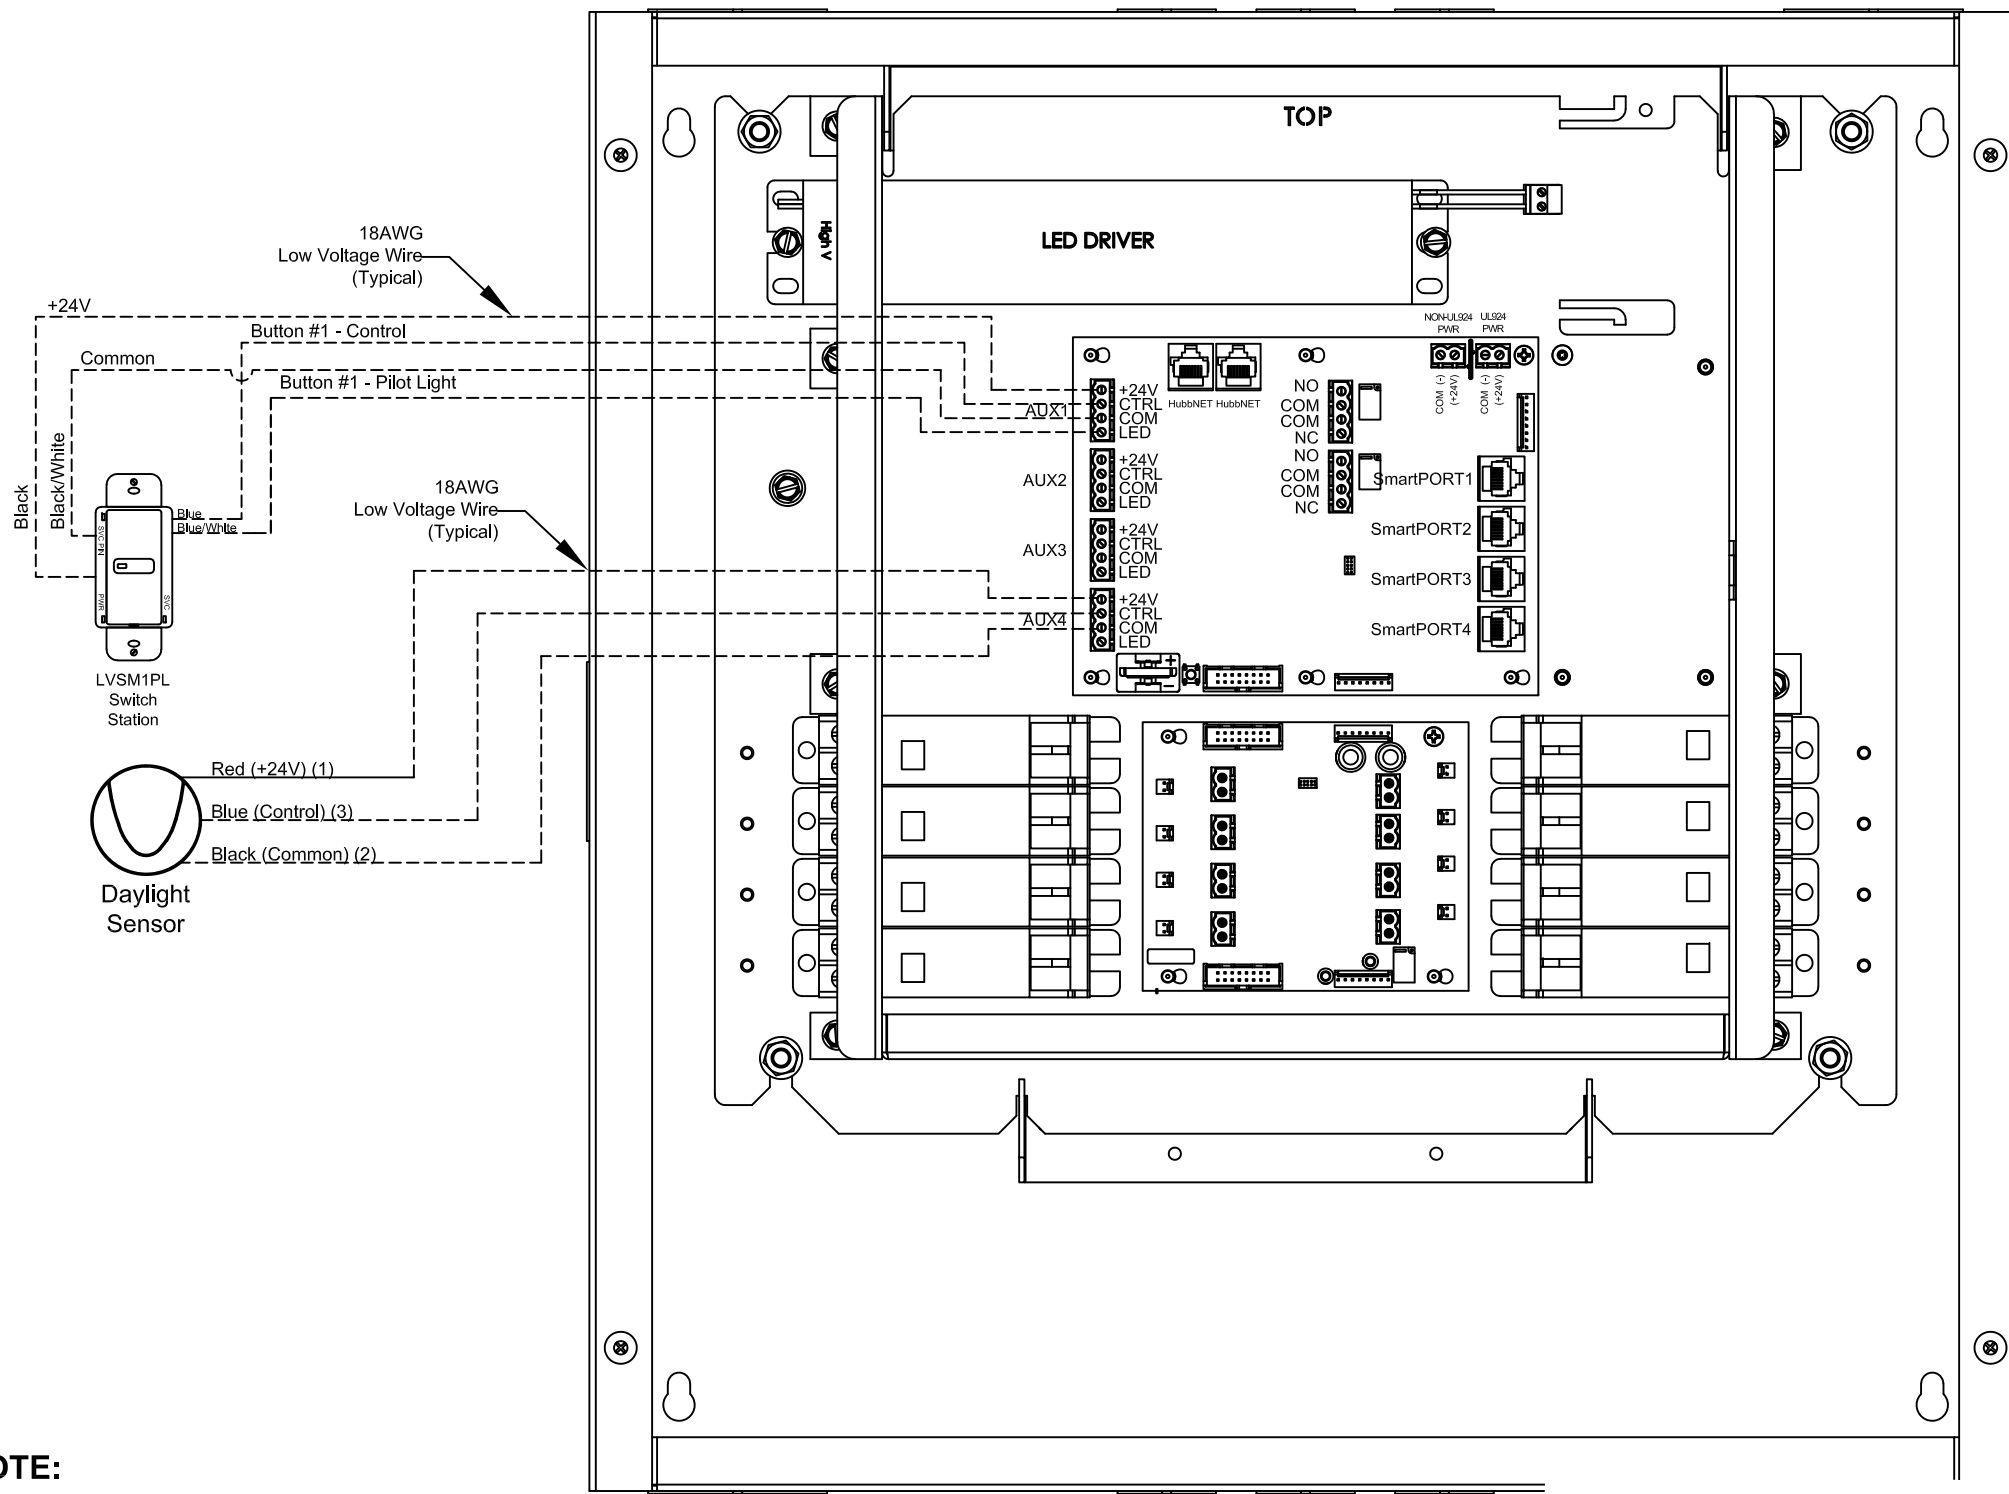 TOP
High V
LED DRIVER
18AWG
Low Voltage Wire
(Typical)
+24V
Button #1 - Control
Common
Button #1 - Pilot Light
Black
Black/White
Blue
Blue/White
SVC PIN
PWR
SVC
LVSM1PL
Switch
Station
18AWG
Low Voltage Wire
(Typical)
Red (+24V) (1)
Blue (Control) (3)
Black (Common) (2)
Daylight
Sensor
NON-UL924
PWR
UL924
PWR
COM (-)
(+24V)
COM (-)
(+24V)
HubbNET
HubbNET
AUX1
+24V
CTRL
COM
LED
AUX2
+24V
CTRL
COM
LED
AUX3
+24V
CTRL
COM
LED
AUX4
+24V
CTRL
COM
LED
NO
COM
COM
NC
NO
COM
COM
NC
SmartPORT1
SmartPORT2
SmartPORT3
SmartPORT4
+
-
OTE: